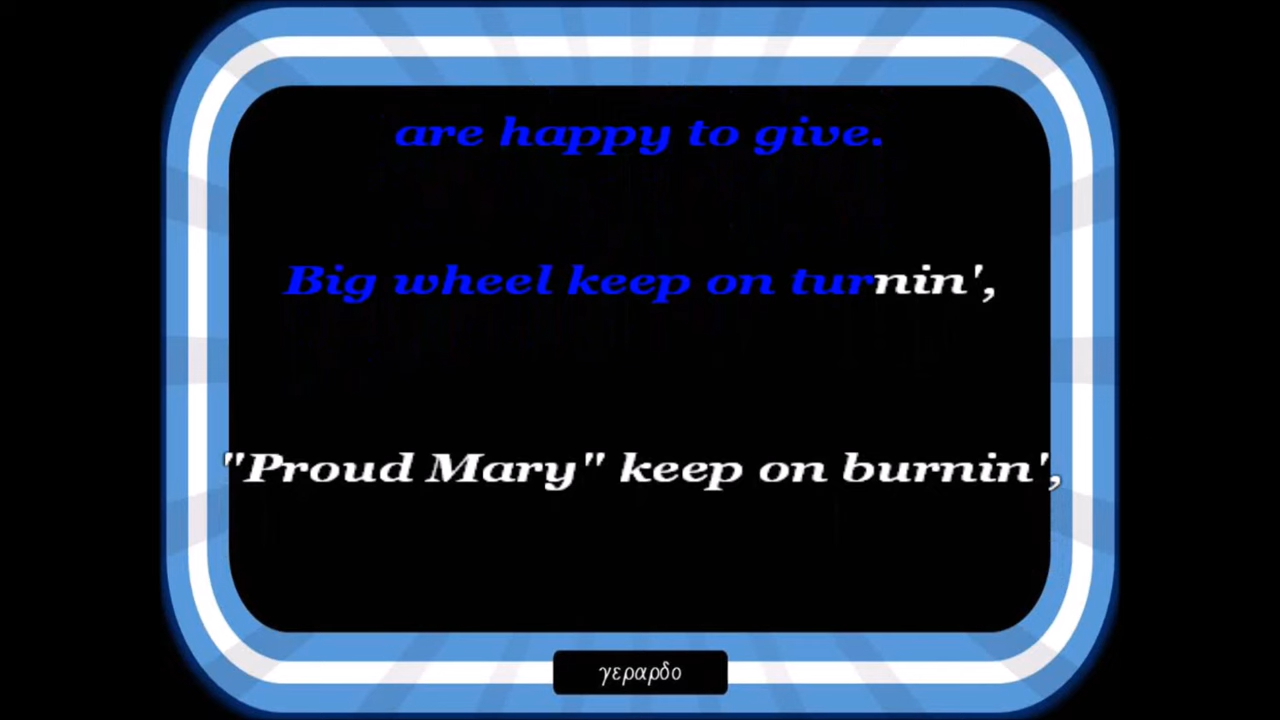 are happy to give.
Big wheel keep on turnin',
"Proud Mary" keep on burnin',
γεραρδο